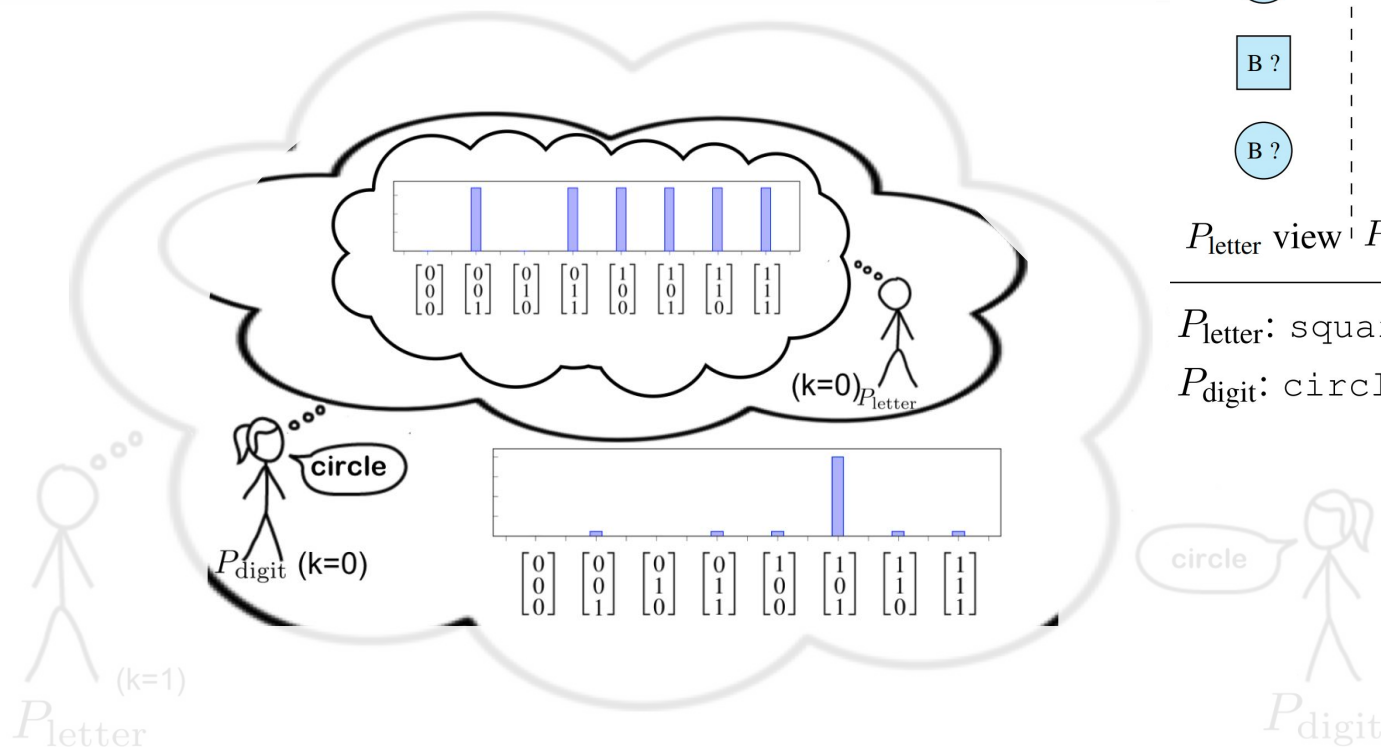 B ?
B ?
P_letter view P
P_letter: squa
P_digit: circl
[0 0 0] [0 0 1] [0 1 0] [0 1 1] [1 0 0] [1 0 1] [1 1 0] [1 1 1]
(k=0) P_letter
circle
P_digit (k=0)
[0 0 0] [0 0 1] [0 1 0] [0 1 1] [1 0 0] [1 0 1] [1 1 0] [1 1 1]
circle
(k=1)
P_letter
P_digit